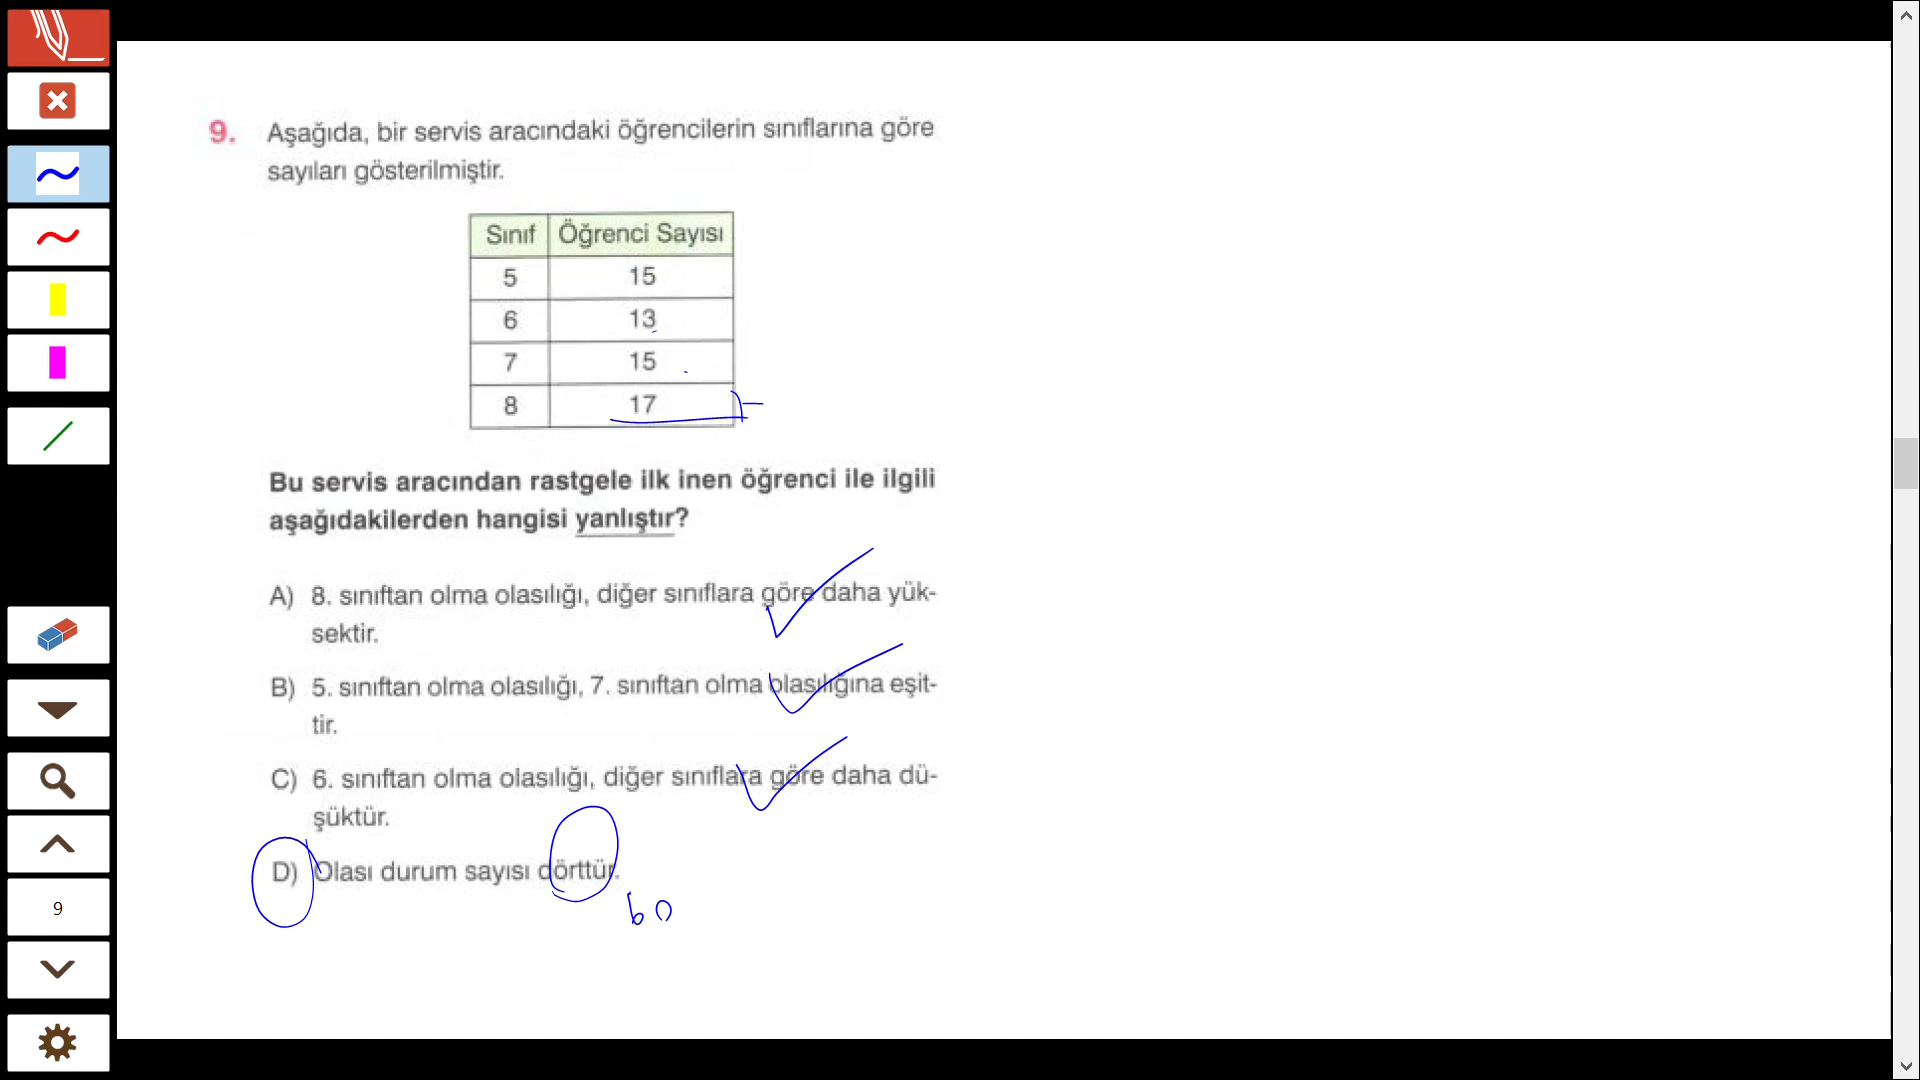 9. Aşağıda, bir servis aracındaki öğrencilerin sınıflarına göre
sayıları gösterilmiştir.
Sınıf Öğrenci Sayısı
5 15
6 13
7 15
8 17
Bu servis aracından rastgele ilk inen öğrenci ile ilgili
aşağıdakilerden hangisi yanlıştır?
A) 8. sınıftan olma olasılığı, diğer sınıflara göre daha yük-
sektir.
B) 5. sınıftan olma olasılığı, 7. sınıftan olma olasılığına eşit-
tir.
C) 6. sınıftan olma olasılığı, diğer sınıflara göre daha dü-
şüktür.
D) Olası durum sayısı dörttür.
60
9